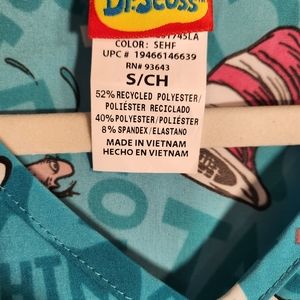 Dr. Seuss
COLOR: SEHF
UPC # 19466146639
RN# 93643
S/CH
52% RECYCLED POLYESTER/
POLIÉSTER RECICLADO
40% POLYESTER/POLIÉSTER
8% SPANDEX/ELASTANO
MADE IN VIETNAM
HECHO EN VIETNAM